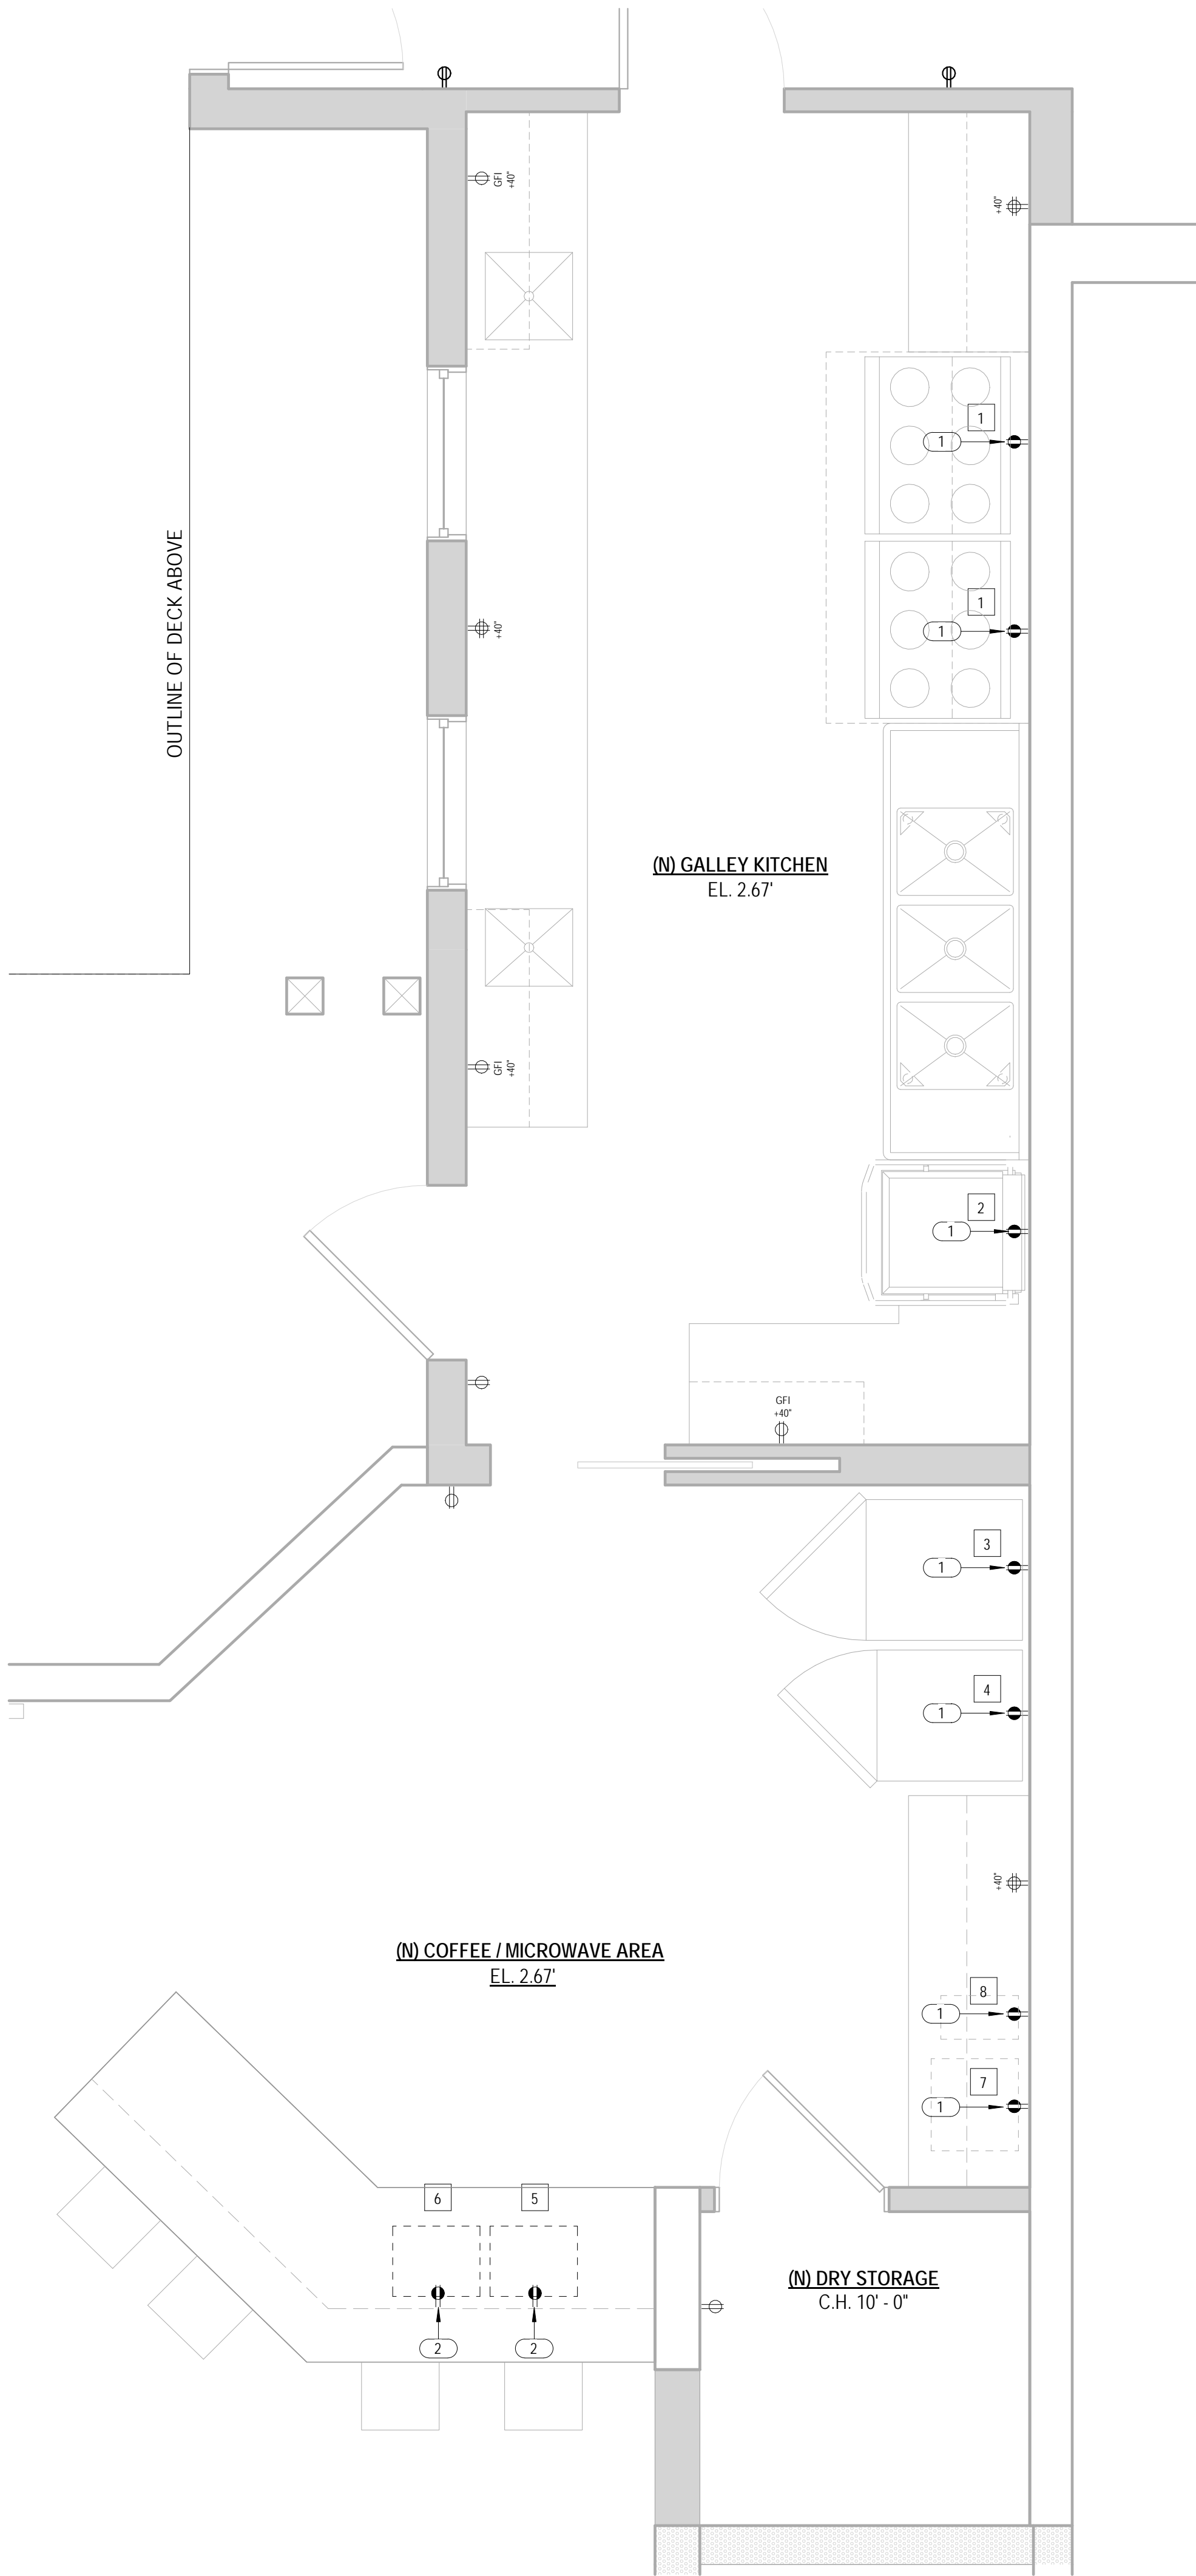 GFI
+40"
+40"
1
1
OUTLINE OF DECK ABOVE
1
1
+40"
(N) GALLEY KITCHEN
EL. 2.67'
GFI
+40"
2
1
GFI
+40"
3
1
4
1
+40"
(N) COFFEE / MICROWAVE AREA
EL. 2.67'
8
1
7
1
6
5
(N) DRY STORAGE
C.H. 10' - 0"
2
2